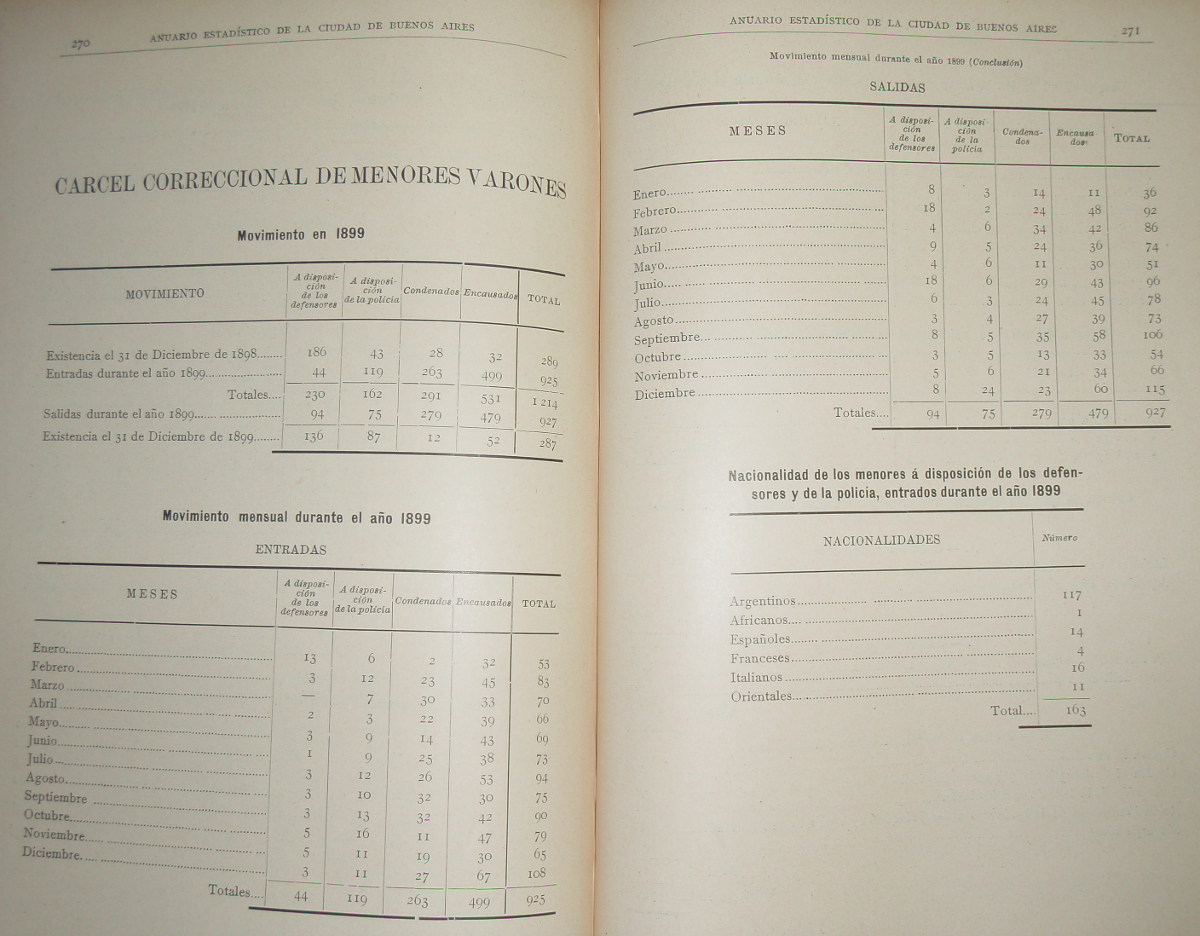 270 ANUARIO ESTADÍSTICO DE LA CIUDAD DE BUENOS AIRES
CARCEL CORRECCIONAL DE MENORES VARONES
Movimiento en 1899
MOVIMIENTO | A disposición de los defensores | A disposición de la policía | Condenados | Encausados | TOTAL
Existencia el 31 de Diciembre de 1898........ 186 43 28 32 289
Entradas durante el año 1899........ 44 119 263 499 925
Totales.... 230 162 291 531 1 214
Salidas durante el año 1899........ 94 75 279 479 927
Existencia el 31 de Diciembre de 1899........ 136 87 12 52 287
Movimiento mensual durante el año 1899
ENTRADAS
MESES | A disposición de los defensores | A disposición de la policía | Condenados | Encausados | TOTAL
Enero........ 13 6 2 32 53
Febrero........ 3 12 23 45 83
Marzo........ — 7 30 33 70
Abril........ 2 3 22 39 66
Mayo........ 3 9 14 43 69
Junio........ 1 9 25 38 73
Julio........ 3 12 26 53 94
Agosto........ 3 10 32 30 75
Septiembre........ 3 13 32 42 90
Octubre........ 5 16 11 47 79
Noviembre........ 5 11 19 30 65
Diciembre........ 3 11 27 67 108
Totales.... 44 119 263 499 925
ANUARIO ESTADÍSTICO DE LA CIUDAD DE BUENOS AIRES 271
Movimiento mensual durante el año 1899 (Conclusión)
SALIDAS
MESES | A disposición de los defensores | A disposición de la policía | Condenados | Encausados | TOTAL
Enero........ 8 3 14 11 36
Febrero........ 18 2 24 48 92
Marzo........ 4 6 34 42 86
Abril........ 9 5 24 36 74
Mayo........ 4 6 11 30 51
Junio........ 18 6 29 43 96
Julio........ 6 3 24 45 78
Agosto........ 3 4 27 39 73
Septiembre........ 8 5 35 58 106
Octubre........ 3 5 13 33 54
Noviembre........ 5 6 21 34 66
Diciembre........ 8 24 23 60 115
Totales.... 94 75 279 479 927
Nacionalidad de los menores á disposición de los defen-
sores y de la policía, entrados durante el año 1899
NACIONALIDADES | Número
Argentinos........ 117
Africanos........ 1
Españoles........ 14
Franceses........ 4
Italianos........ 16
Orientales........ 11
Total.... 163